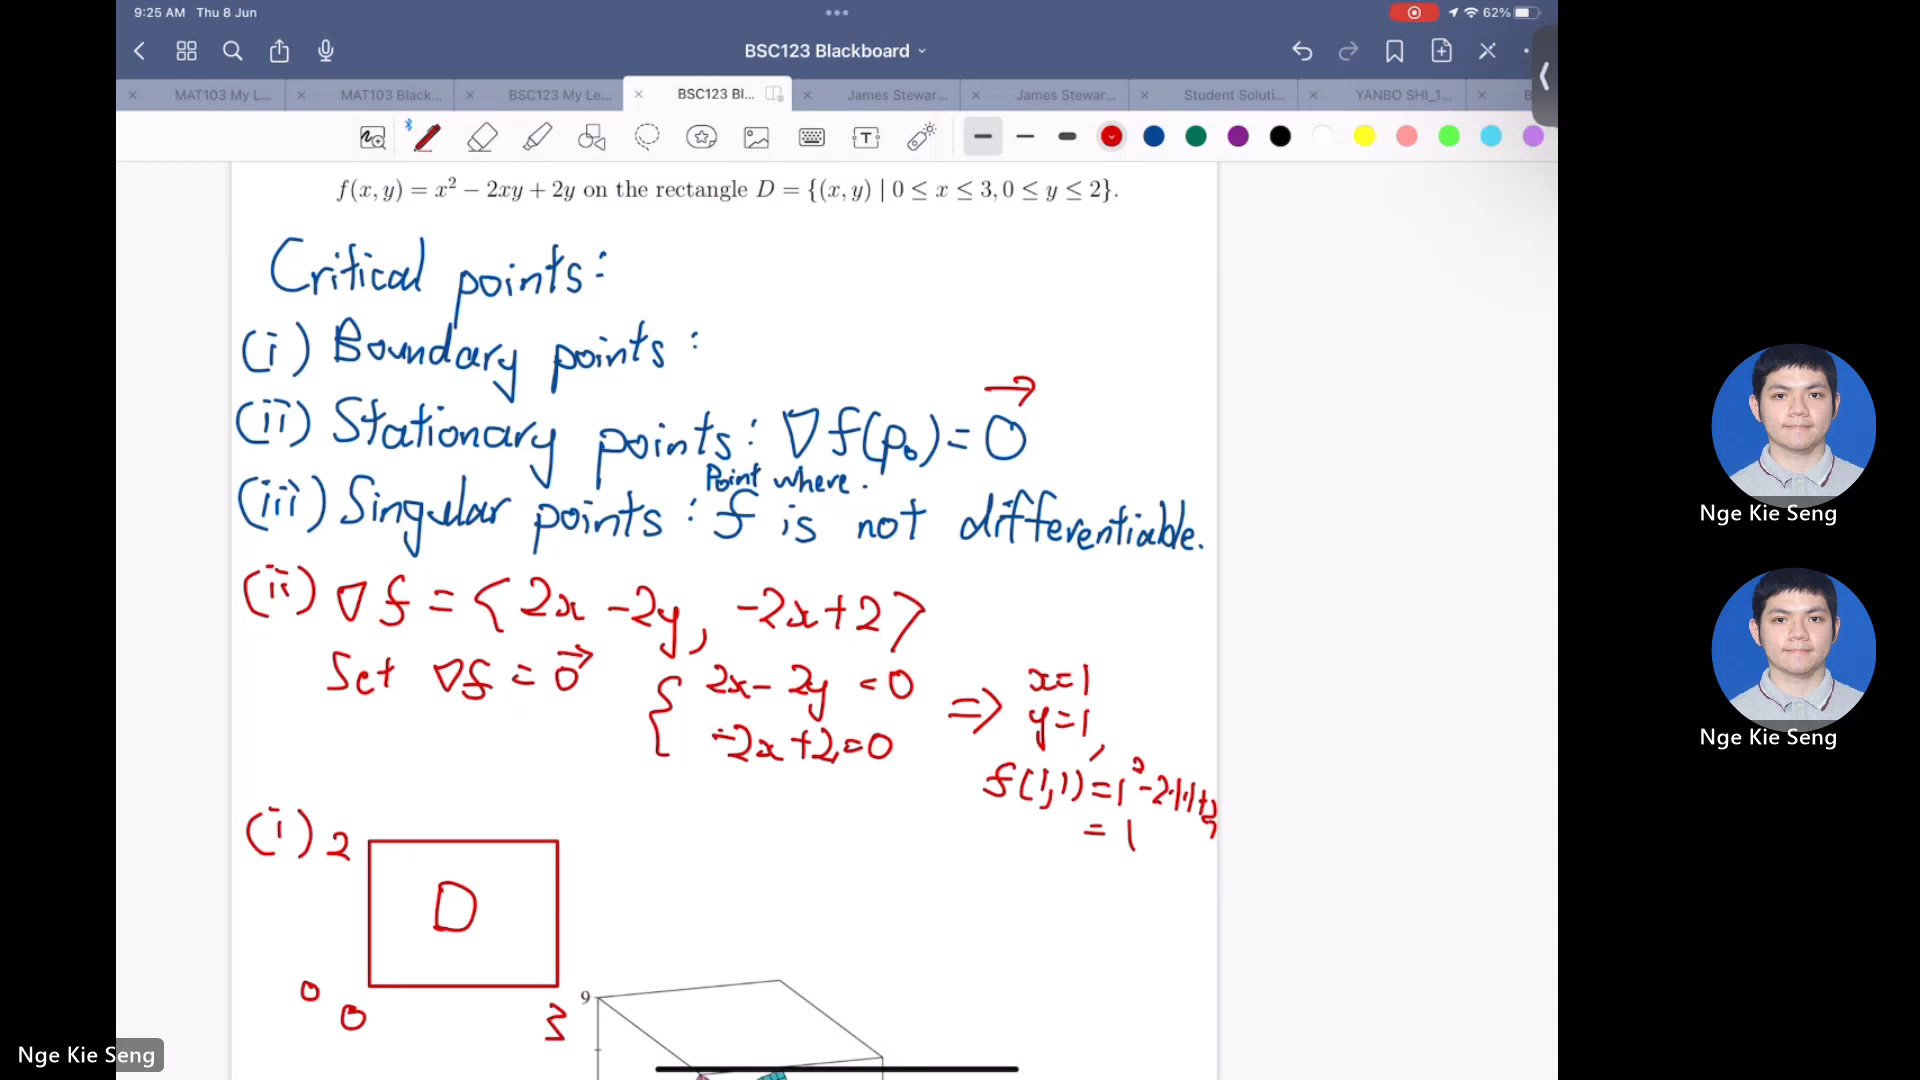 9:25 AM Thu 8 Jun
62%
BSC123 Blackboard
MAT103 My L...
MAT103 Black...
BSC123 My Le...
BSC123 Bl...
James Stewar...
James Stewar...
Student Soluti...
YANBO SHI_1...
B
f(x, y) = x² − 2xy + 2y on the rectangle D = {(x, y) | 0 ≤ x ≤ 3, 0 ≤ y ≤ 2}.
Critical points:
(i) Boundary points:
(ii) Stationary points: ∇f(p₀) = 0⃗
Point where.
(iii) Singular points: f is not differentiable.
(ii) ∇f = ⟨2x − 2y, −2x + 2⟩
Set ∇f = 0⃗
{ 2x − 2y = 0
−2x + 2 = 0
⇒ x = 1
y = 1,
f(1,1) = 1² − 2·1·1 + 2
= 1
(i) 2
D
0
0
3
9
Nge Kie Seng
Nge Kie Seng
Nge Kie Seng